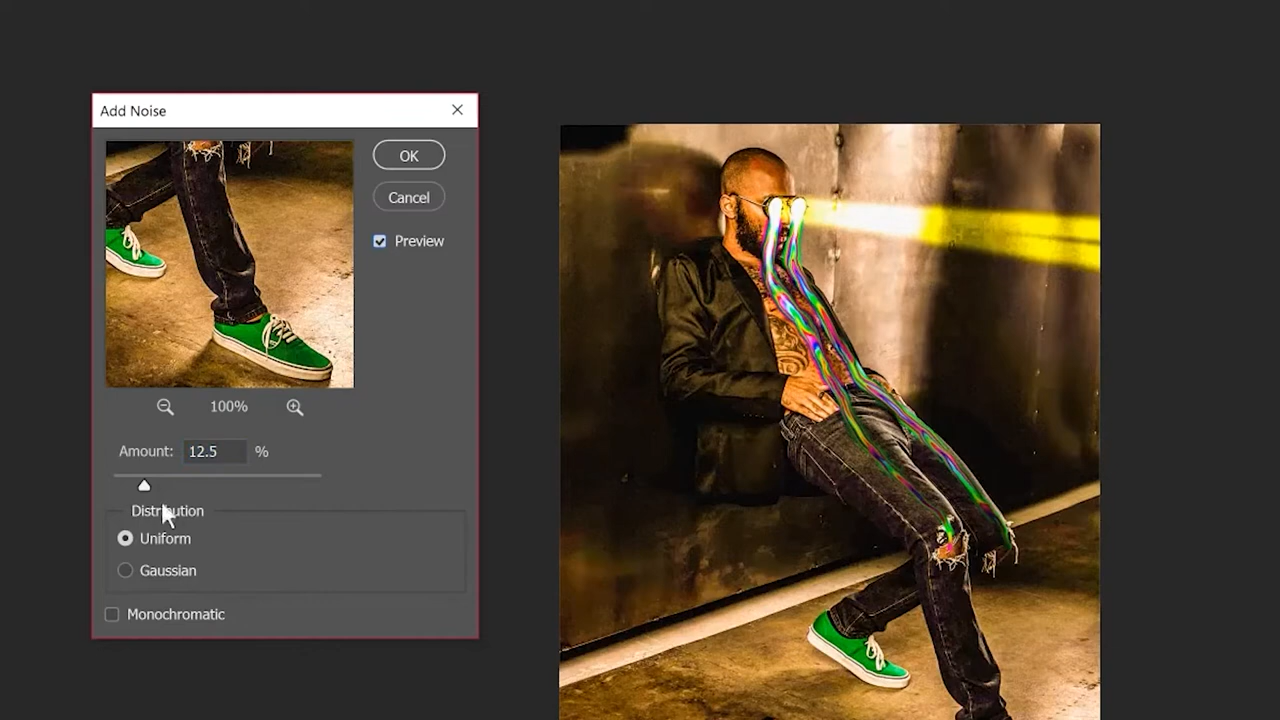 Add Noise
OK
Cancel
Preview
100%
Amount: 12.5 %
Distribution
Uniform
Gaussian
Monochromatic